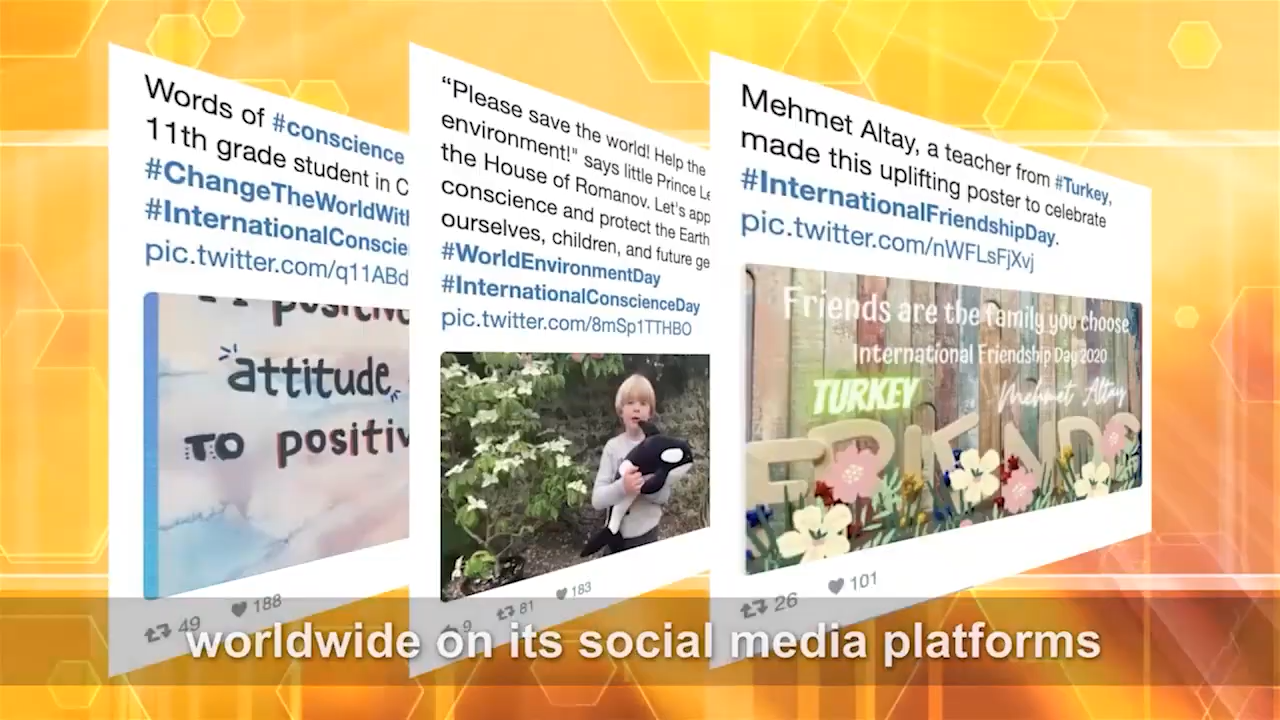 Words of #conscience
11th grade student in C
#ChangeTheWorldWith
#InternationalConscie
pic.twitter.com/q11ABd
positive
attitude
TO positiv
49 188
“Please save the world! Help the
environment!" says little Prince Le
the House of Romanov. Let's app
conscience and protect the Earth
ourselves, children, and future ge
#WorldEnvironmentDay
#InternationalConscienceDay
pic.twitter.com/8mSp1TTHBO
9 81 183
Mehmet Altay, a teacher from #Turkey,
made this uplifting poster to celebrate
#InternationalFriendshipDay.
pic.twitter.com/nWFLsFjXvj
Friends are the family you choose
International Friendship Day 2020
TURKEY Mehmet Altay
FRIENDS
26 101
worldwide on its social media platforms